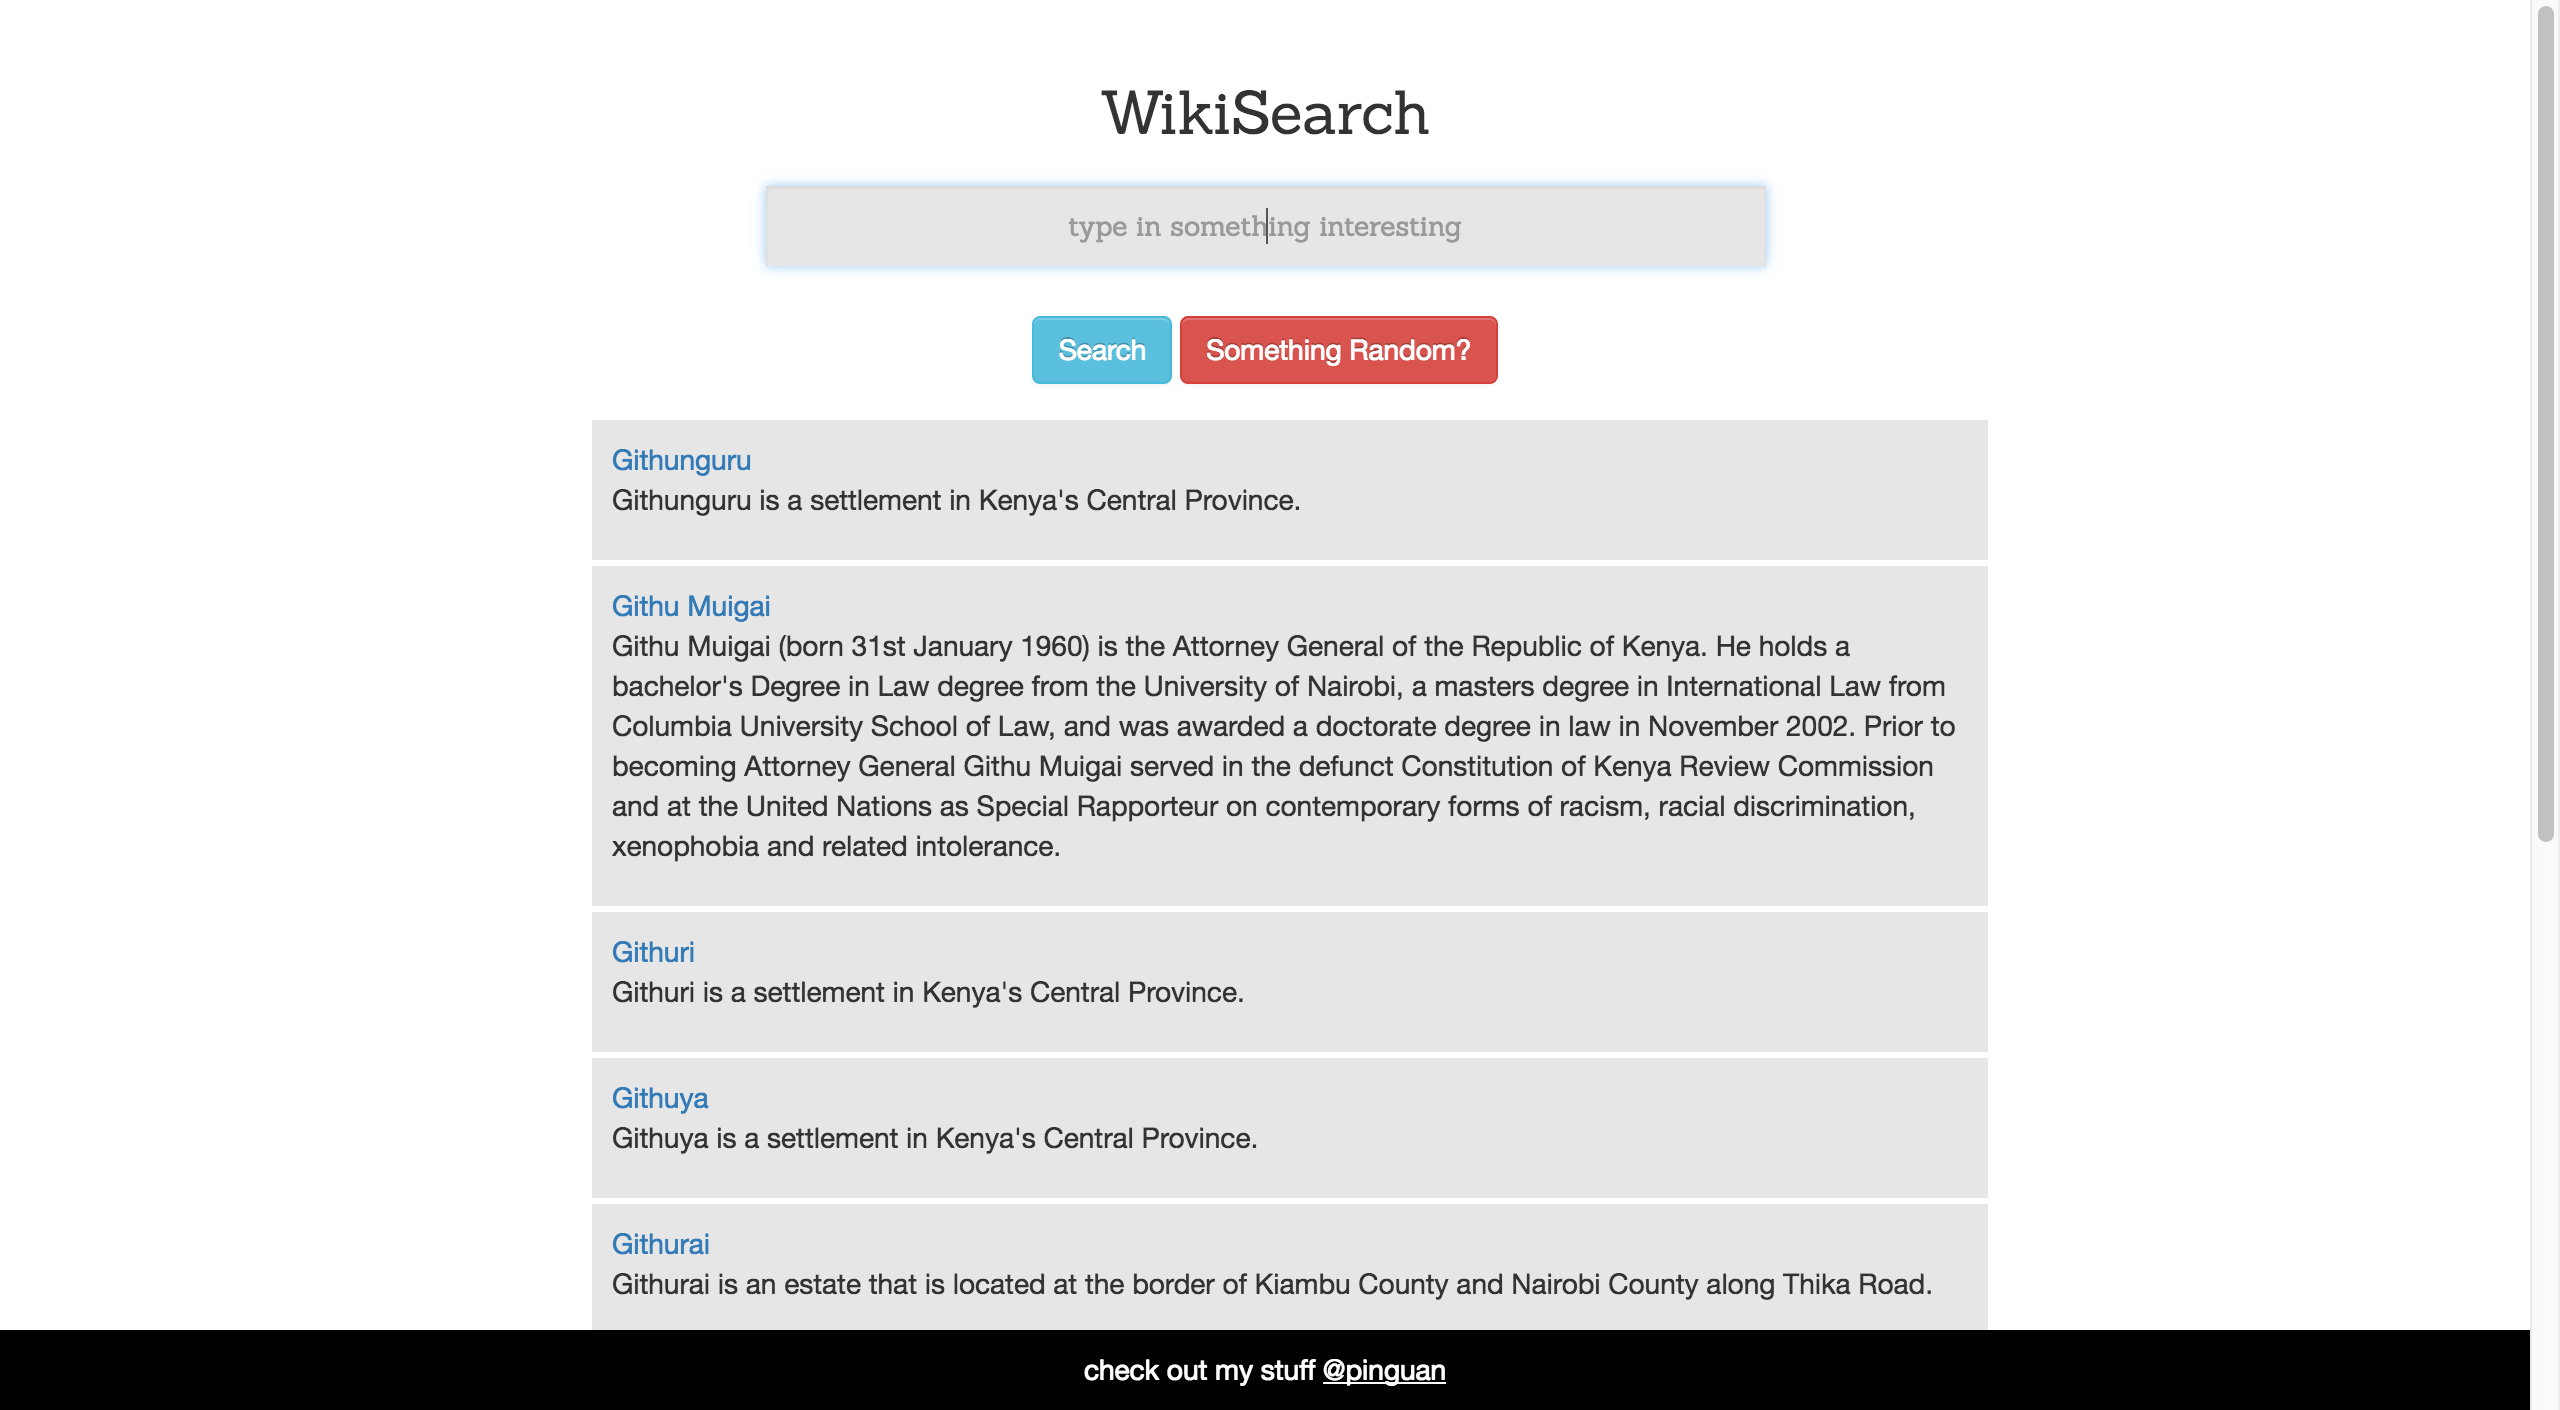 WikiSearch
type in something interesting
Search
Something Random?
Githunguru
Githunguru is a settlement in Kenya's Central Province.
Githu Muigai
Githu Muigai (born 31st January 1960) is the Attorney General of the Republic of Kenya. He holds a
bachelor's Degree in Law degree from the University of Nairobi, a masters degree in International Law from
Columbia University School of Law, and was awarded a doctorate degree in law in November 2002. Prior to
becoming Attorney General Githu Muigai served in the defunct Constitution of Kenya Review Commission
and at the United Nations as Special Rapporteur on contemporary forms of racism, racial discrimination,
xenophobia and related intolerance.
Githuri
Githuri is a settlement in Kenya's Central Province.
Githuya
Githuya is a settlement in Kenya's Central Province.
Githurai
Githurai is an estate that is located at the border of Kiambu County and Nairobi County along Thika Road.
check out my stuff @pinguan